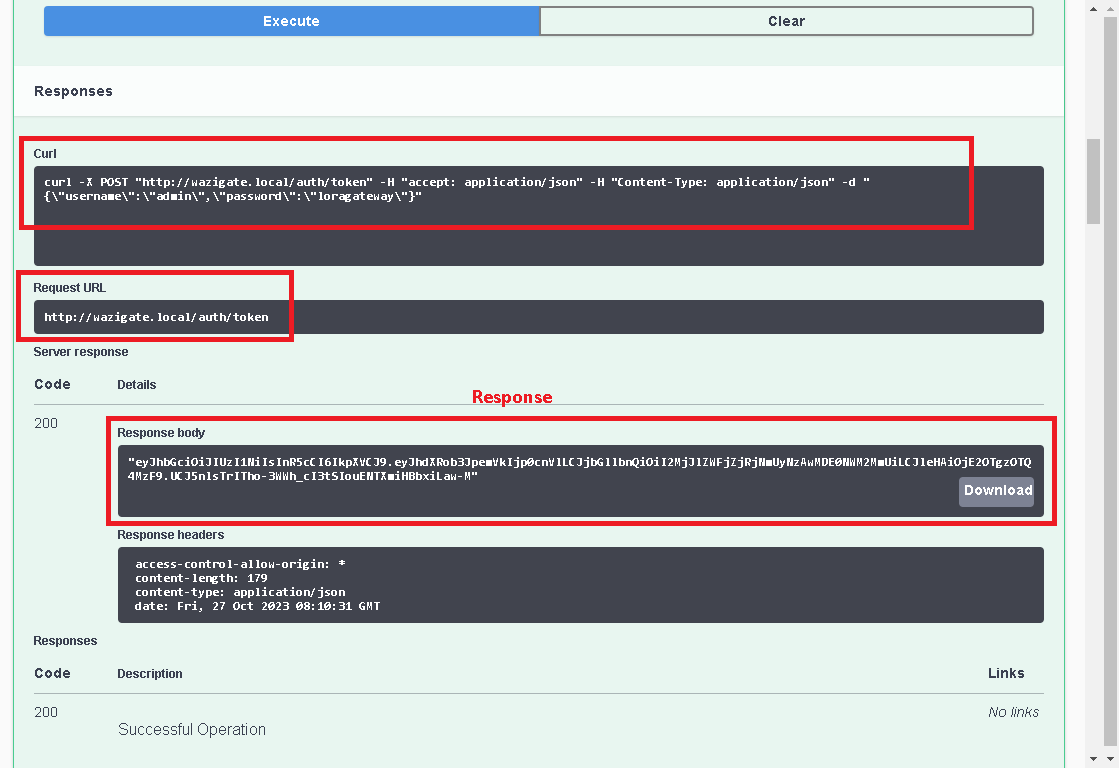 Execute
Clear
Responses
Curl
curl -X POST "http://wazigate.local/auth/token" -H "accept: application/json" -H "Content-Type: application/json" -d "
{\"username\":\"admin\",\"password\":\"loragateway\"}"
Request URL
http://wazigate.local/auth/token
Server response
Code Details
Response
200
Response body
"eyJhbGciOiJIUzI1NiIsInR5cCI6IkpXVCJ9.eyJhdXRob3JpemVkIjp0cnVlLCJjbGllbnQiOiI2MjJlZWFjZjRjNmUyNzAwMDE0NWM2MmUiLCJleHAiOjE2OTgzOTQ
4MzF9.UCJ5nlsTrITho-3WWh_cI3tSIouENTXmiHBbxiLaw-M"
Download
Response headers
access-control-allow-origin: *
content-length: 179
content-type: application/json
date: Fri, 27 Oct 2023 08:10:31 GMT
Responses
Code Description Links
200
Successful Operation
No links